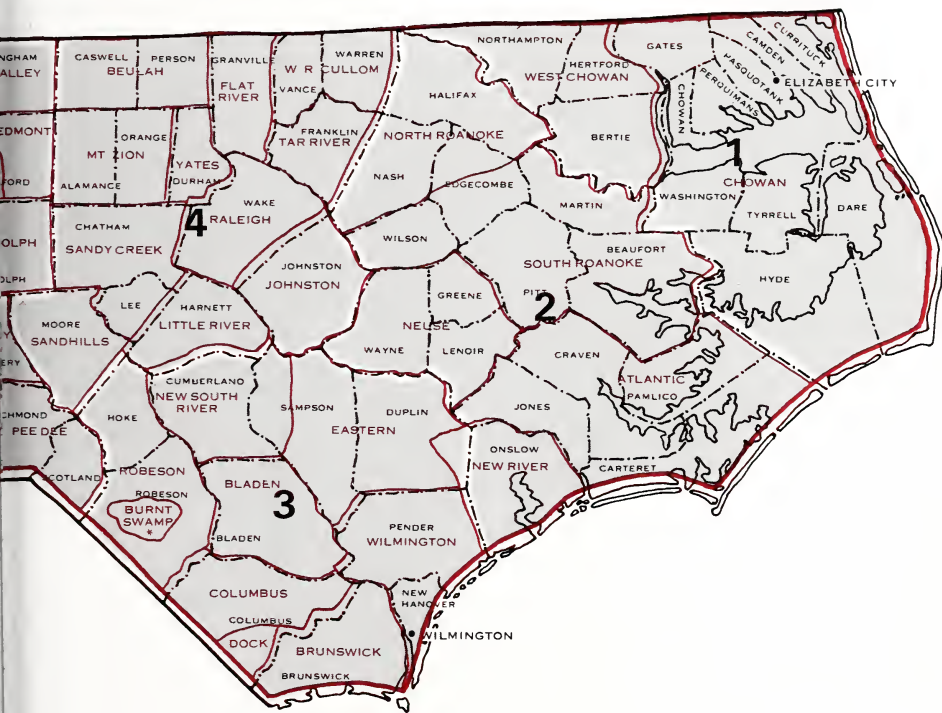 NGHAM
ALLEY
CASWELL
BEULAH
PERSON
GRANVILLE
FLAT
RIVER
W R CULLOM
VANCE
WARREN
FRANKLIN
TAR RIVER
NORTHAMPTON
HERTFORD
WEST CHOWAN
HALIFAX
BERTIE
GATES
CHOWAN
CURRITUCK
CAMDEN
PASQUOTANK
PERQUIMANS
ELIZABETH CITY
EDMONT
ORANGE
MT ZION
ALAMANCE
YATES
DURHAM
FORD
NORTH ROANOKE
NASH
EDGECOMBE
MARTIN
1
CHOWAN
WASHINGTON
TYRRELL
DARE
HYDE
WAKE
4
RALEIGH
CHATHAM
SANDY CREEK
OLPH
OLPH
WILSON
BEAUFORT
SOUTH ROANOKE
PITT
2
JOHNSTON
JOHNSTON
GREENE
NEUSE
WAYNE
LENOIR
LEE
HARNETT
LITTLE RIVER
MOORE
SANDHILLS
ERY
CRAVEN
ATLANTIC
PAMLICO
JONES
CARTERET
CUMBERLAND
NEW SOUTH
RIVER
SAMPSON
DUPLIN
EASTERN
HOKE
CHMOND
PEE DEE
SCOTLAND
ONSLOW
NEW RIVER
ROBESON
ROBESON
BURNT
SWAMP
*
BLADEN
3
BLADEN
PENDER
WILMINGTON
COLUMBUS
COLUMBUS
DOCK
NEW
HANOVER
WILMINGTON
BRUNSWICK
BRUNSWICK